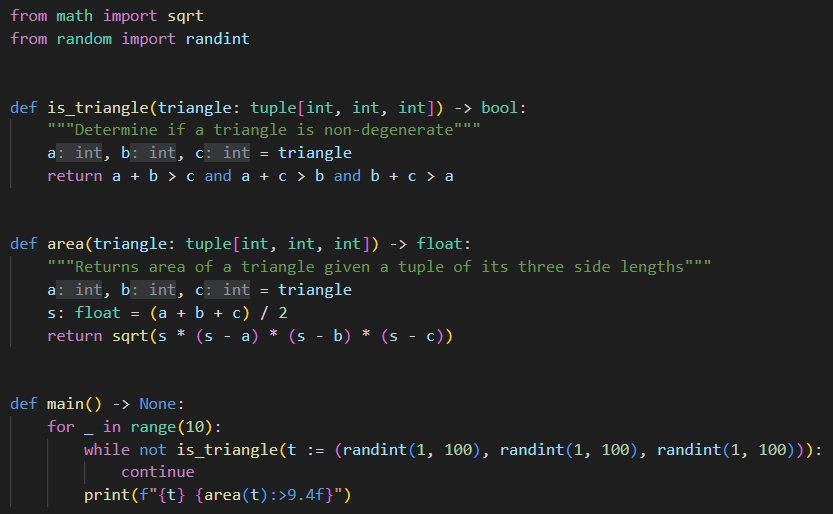 from math import sqrt
from random import randint
def is_triangle(triangle: tuple[int, int, int]) -> bool:
    """Determine if a triangle is non-degenerate"""
    a: int, b: int, c: int = triangle
    return a + b > c and a + c > b and b + c > a
def area(triangle: tuple[int, int, int]) -> float:
    """Returns area of a triangle given a tuple of its three side lengths"""
    a: int, b: int, c: int = triangle
    s: float = (a + b + c) / 2
    return sqrt(s * (s - a) * (s - b) * (s - c))
def main() -> None:
    for _ in range(10):
        while not is_triangle(t := (randint(1, 100), randint(1, 100), randint(1, 100))):
            continue
        print(f"{t} {area(t):>9.4f}")